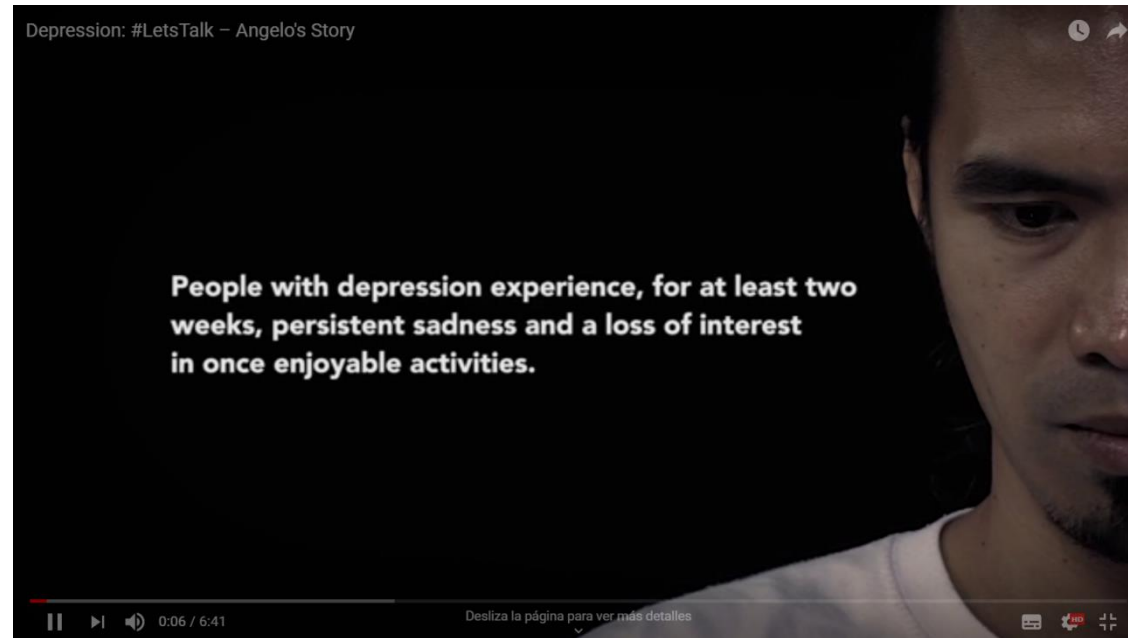 Depression: #LetsTalk – Angelo's Story
People with depression experience, for at least two
weeks, persistent sadness and a loss of interest
in once enjoyable activities.
0:06 / 6:41
Desliza la página para ver más detalles
HD